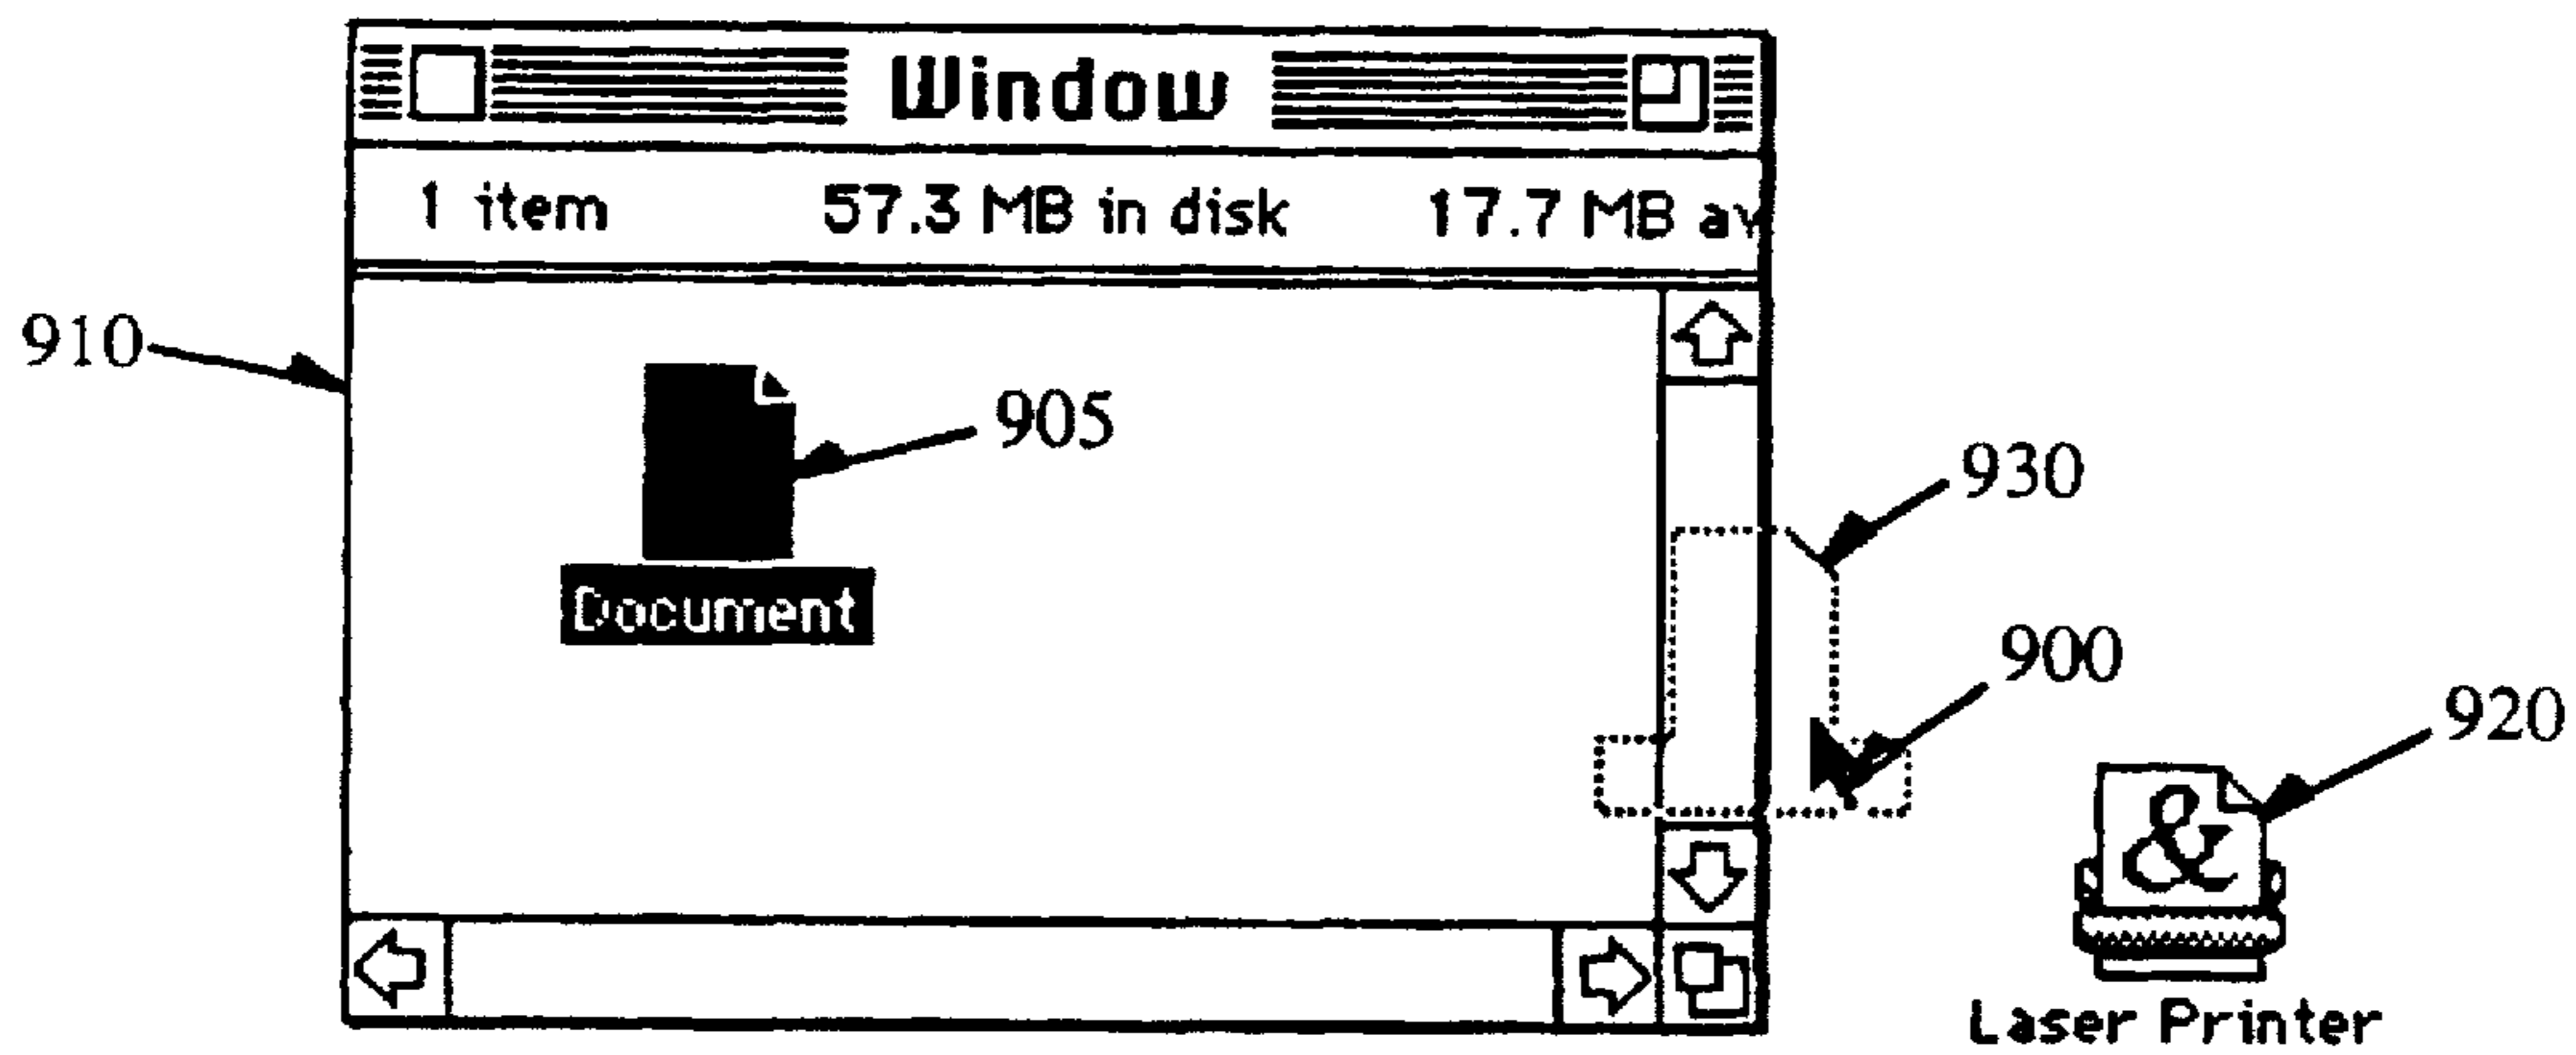 Window
1 item 57.3 MB in disk 17.7 MB av
910
905
Document
930
900
920
&
Laser Printer